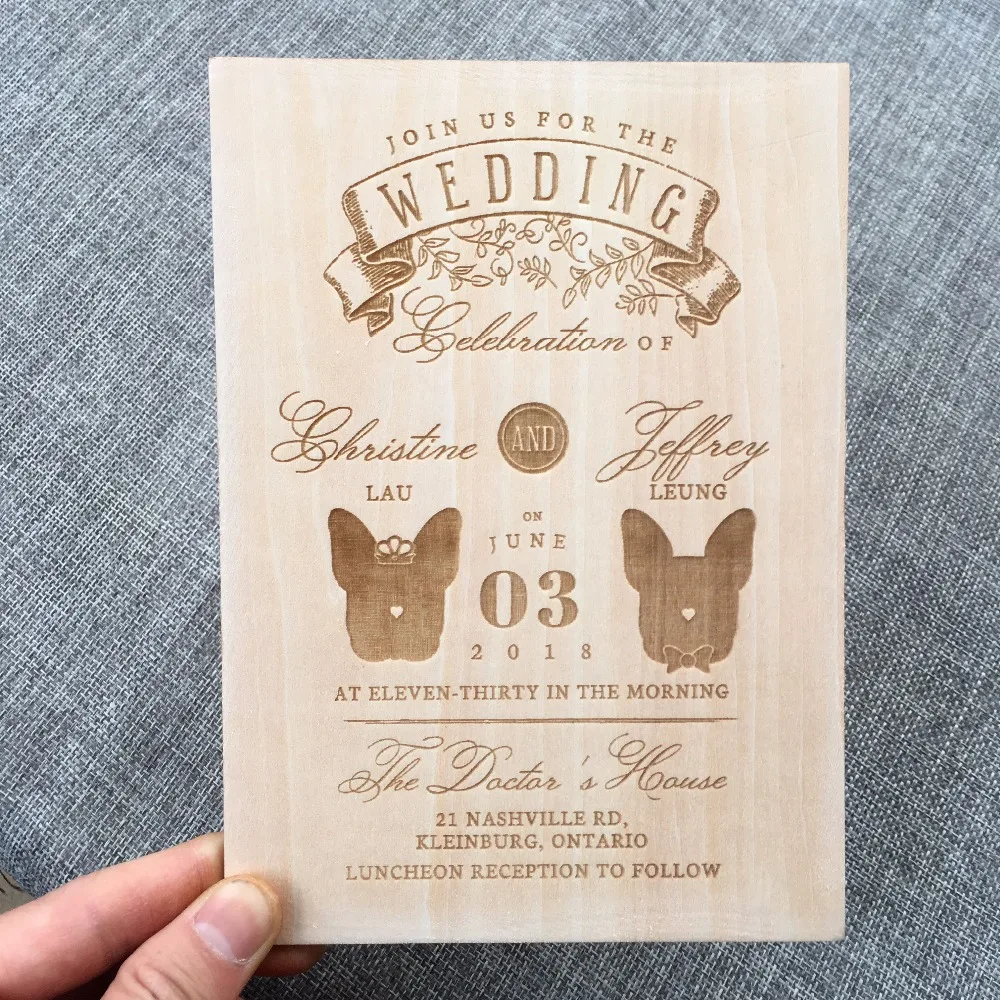 JOIN US FOR THE
WEDDING
Celebration OF
Christine AND Jeffrey
LAU LEUNG
ON
JUNE
03
2018
AT ELEVEN-THIRTY IN THE MORNING
The Doctor's House
21 NASHVILLE RD,
KLEINBURG, ONTARIO
LUNCHEON RECEPTION TO FOLLOW